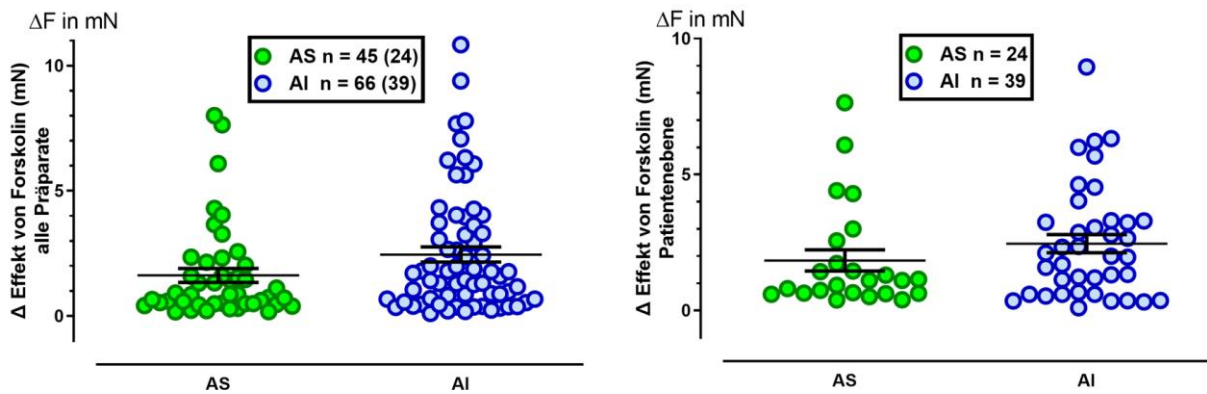 ΔF in mN
Δ Effekt von Forskolin (mN)
alle Präparate
10
5
0
AS n = 45 (24)
AI n = 66 (39)
AS
AI
ΔF in mN
Δ Effekt von Forskolin (mN)
Patientenebene
10
5
0
AS n = 24
AI n = 39
AS
AI